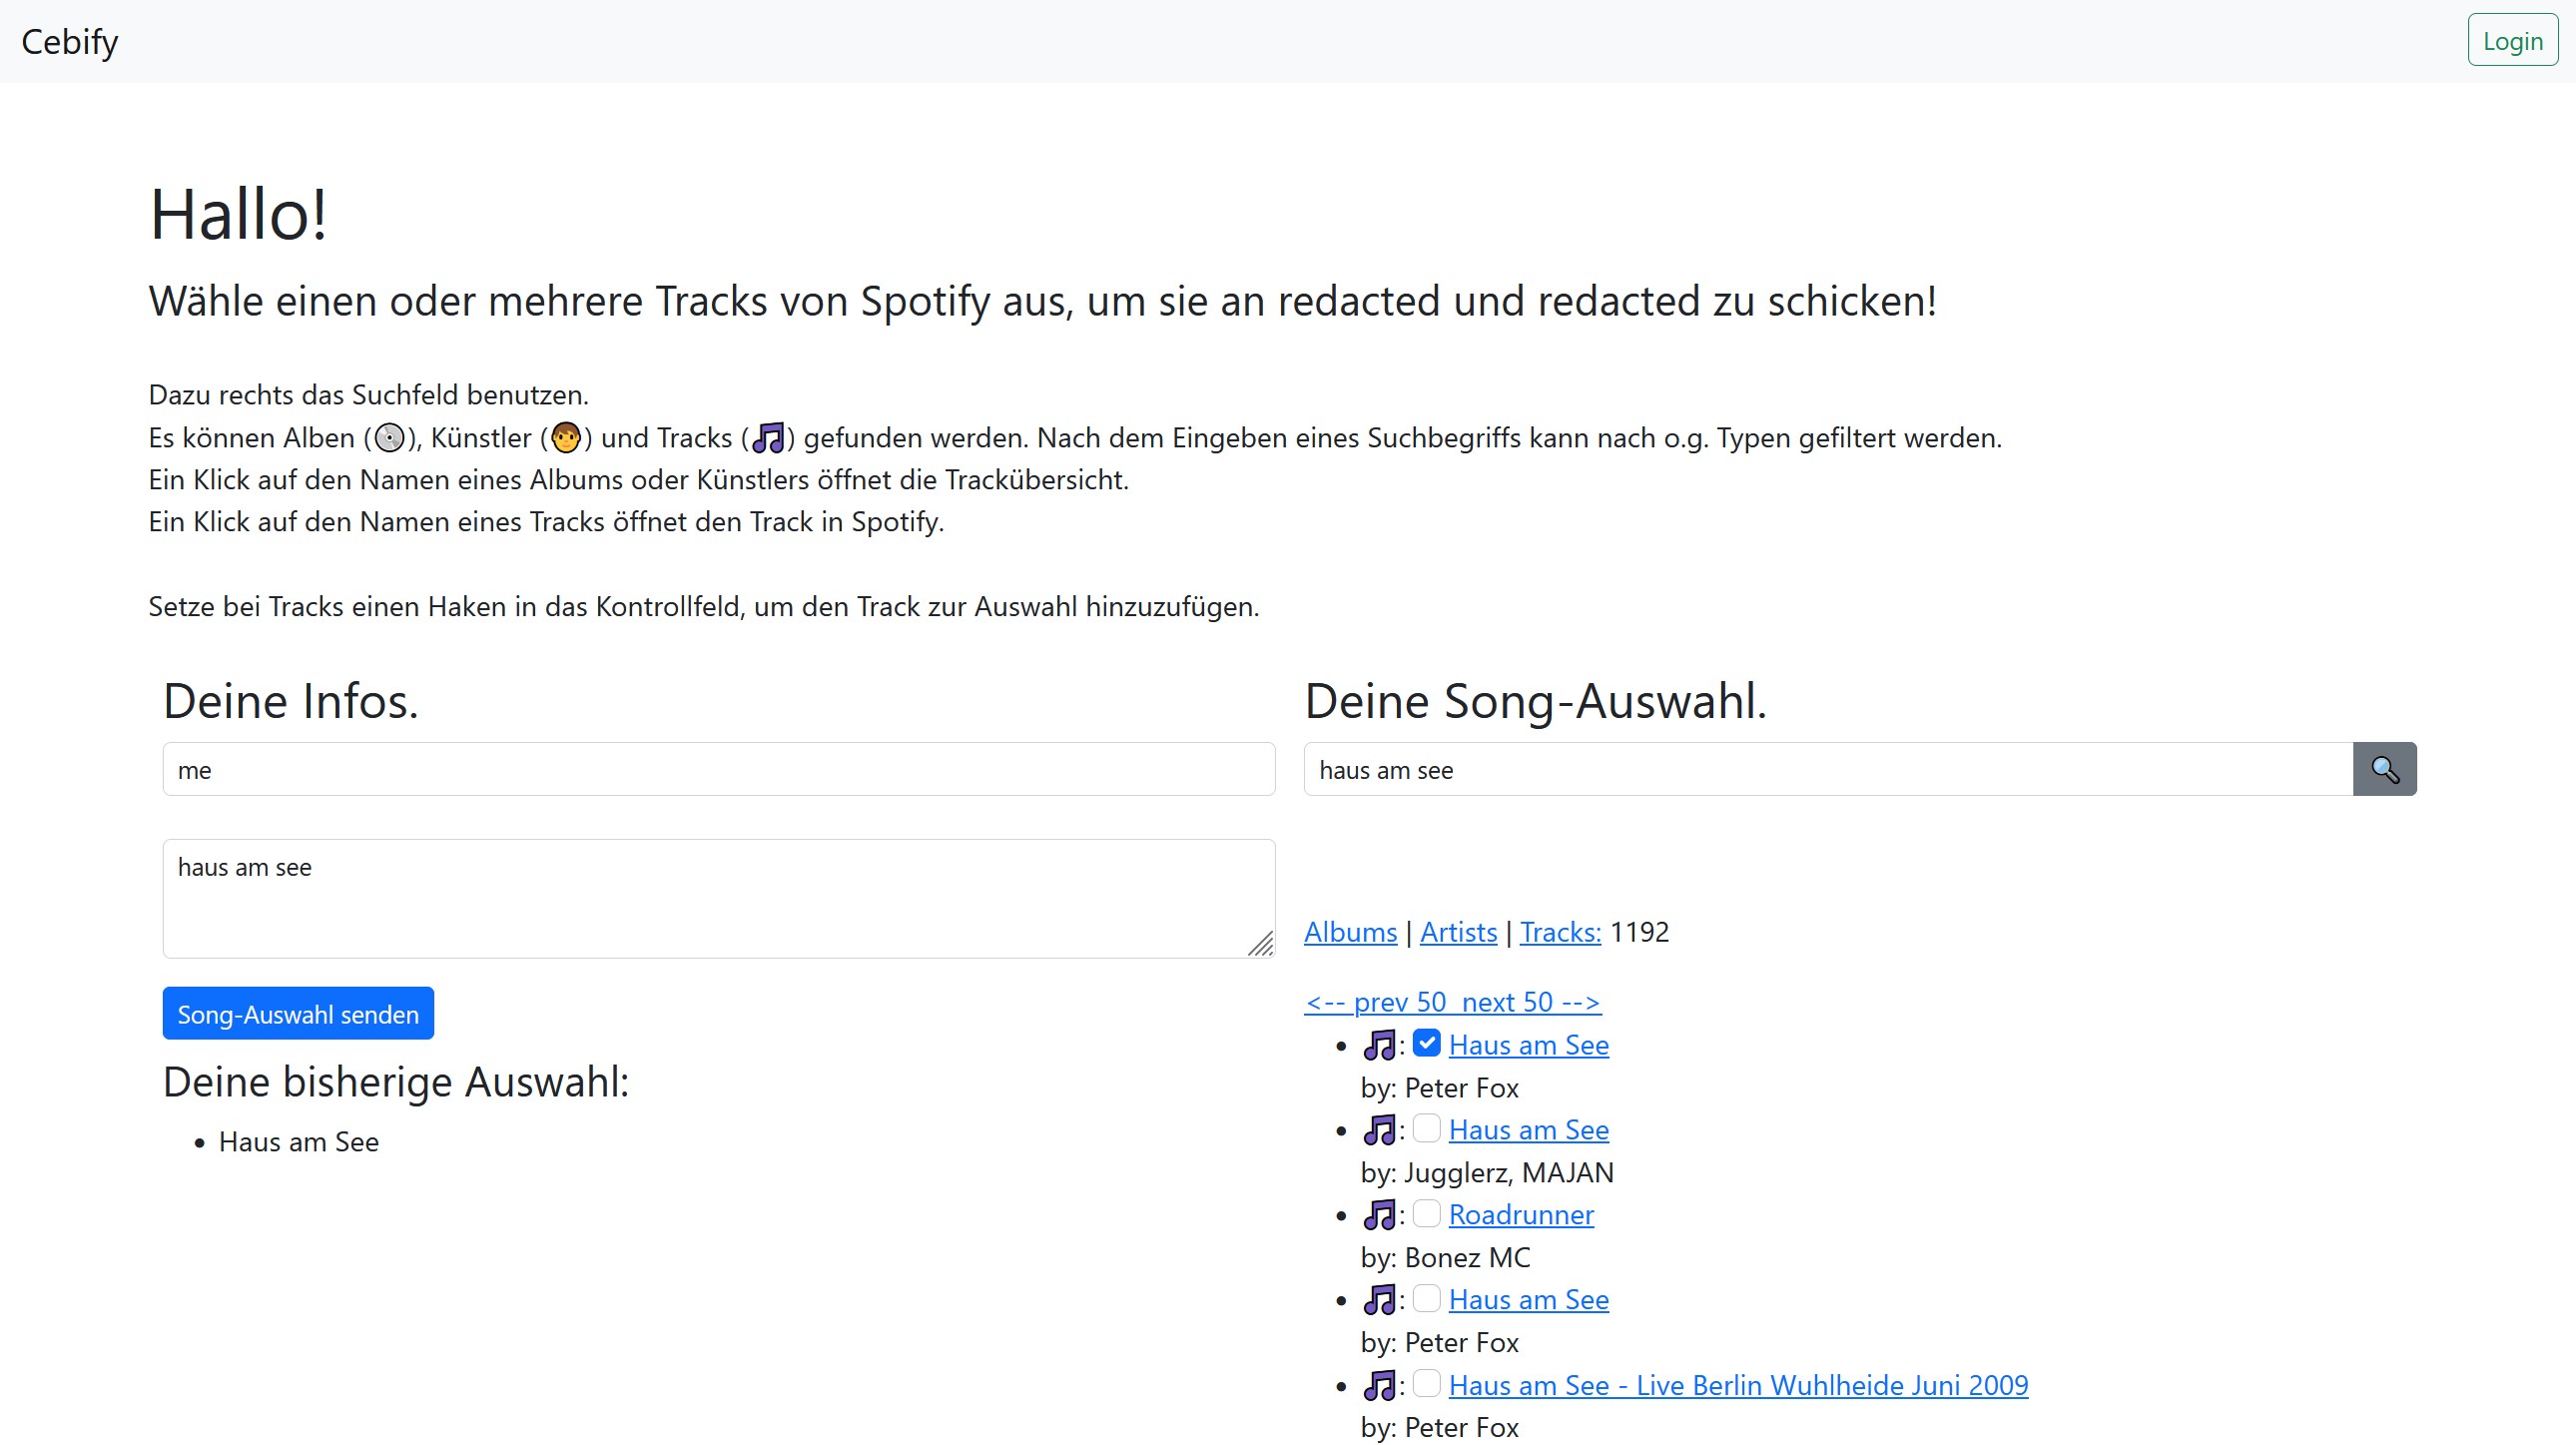 Cebify
Login
Hallo!
Wähle einen oder mehrere Tracks von Spotify aus, um sie an redacted und redacted zu schicken!
Dazu rechts das Suchfeld benutzen.
Es können Alben (💿), Künstler (🧑) und Tracks (🎵) gefunden werden. Nach dem Eingeben eines Suchbegriffs kann nach o.g. Typen gefiltert werden.
Ein Klick auf den Namen eines Albums oder Künstlers öffnet die Trackübersicht.
Ein Klick auf den Namen eines Tracks öffnet den Track in Spotify.
Setze bei Tracks einen Haken in das Kontrollfeld, um den Track zur Auswahl hinzuzufügen.
Deine Infos.
me
haus am see
Song-Auswahl senden
Deine bisherige Auswahl:
• Haus am See
Deine Song-Auswahl.
haus am see
Albums | Artists | Tracks: 1192
<-- prev 50 next 50 -->
• 🎵: Haus am See
by: Peter Fox
• 🎵: Haus am See
by: Jugglerz, MAJAN
• 🎵: Roadrunner
by: Bonez MC
• 🎵: Haus am See
by: Peter Fox
• 🎵: Haus am See - Live Berlin Wuhlheide Juni 2009
by: Peter Fox